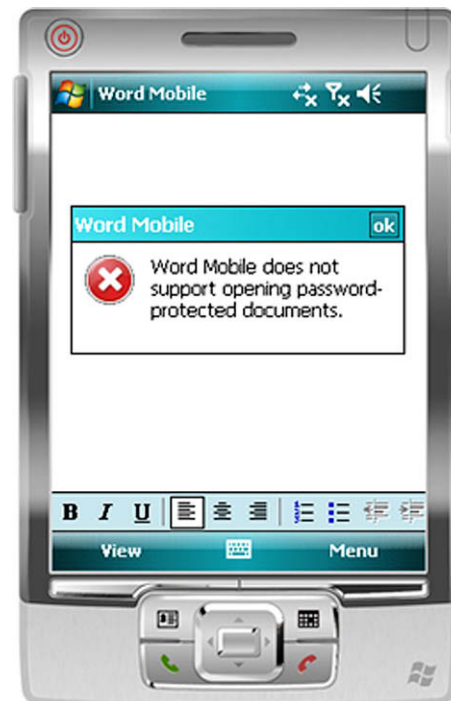 Word Mobile
Word Mobile ok
Word Mobile does not
support opening password-
protected documents.
B I U
View Menu